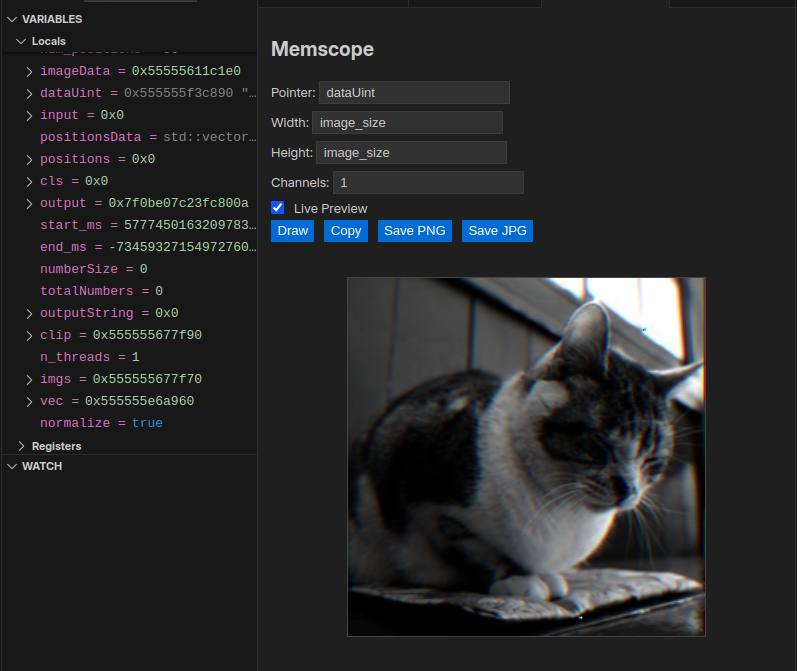 VARIABLES
Locals
imageData = 0x55555611c1e0
dataUint = 0x555555f3c890 "…
input = 0x0
positionsData = std::vector…
positions = 0x0
cls = 0x0
output = 0x7f0be07c23fc800a
start_ms = 5777450163209783…
end_ms = -73459327154972760…
numberSize = 0
totalNumbers = 0
outputString = 0x0
clip = 0x555555677f90
n_threads = 1
imgs = 0x555555677f70
vec = 0x555555e6a960
normalize = true
Registers
WATCH
Memscope
Pointer: dataUint
Width: image_size
Height: image_size
Channels: 1
Live Preview
Draw Copy Save PNG Save JPG